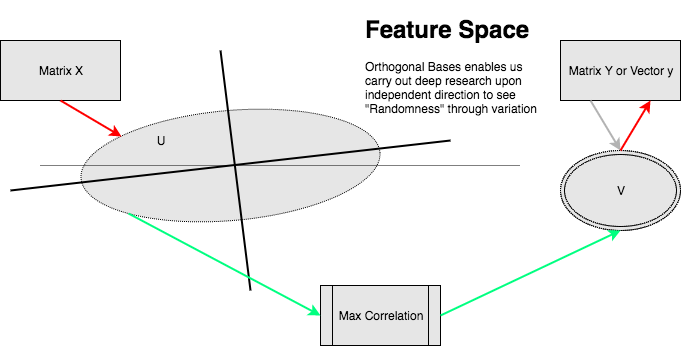 Feature Space
Matrix X
Orthogonal Bases enables us
carry out deep research upon
independent direction to see
"Randomness" through variation
Matrix Y or Vector y
U
V
Max Correlation